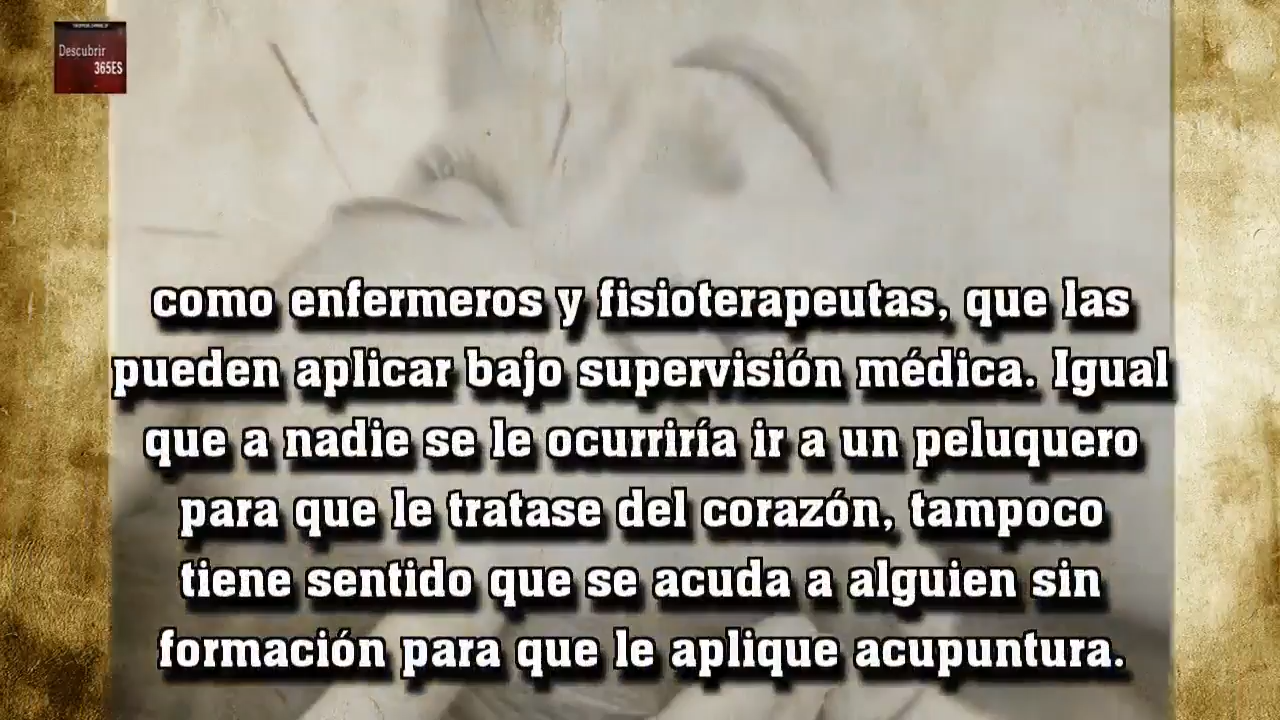 Descubrir
365ES
como enfermeros y fisioterapeutas, que las
pueden aplicar bajo supervisión médica. Igual
que a nadie se le ocurriría ir a un peluquero
para que le tratase del corazón, tampoco
tiene sentido que se acuda a alguien sin
formación para que le aplique acupuntura.